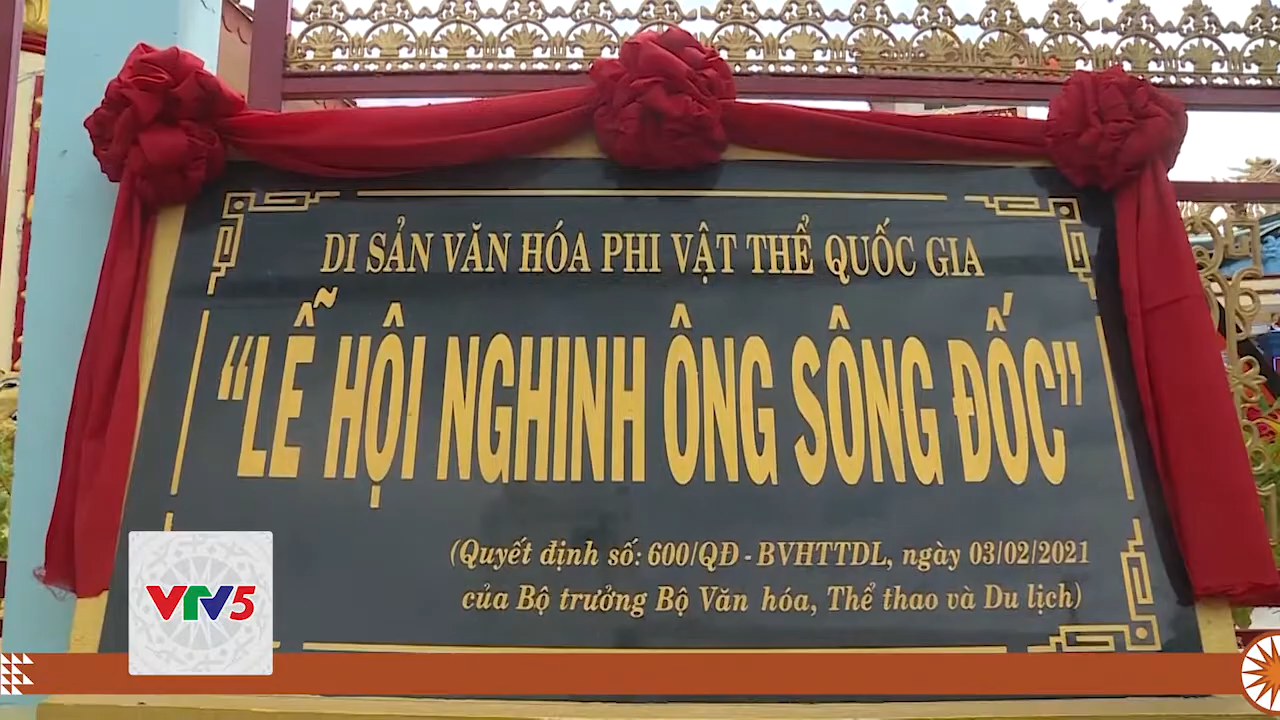 DI SẢN VĂN HÓA PHI VẬT THỂ QUỐC GIA
“LỄ HỘI NGHINH ÔNG SÔNG ĐỐC”
(Quyết định số: 600/QĐ - BVHTTDL, ngày 03/02/2021
của Bộ trưởng Bộ Văn hóa, Thể thao và Du lịch)
VTV5